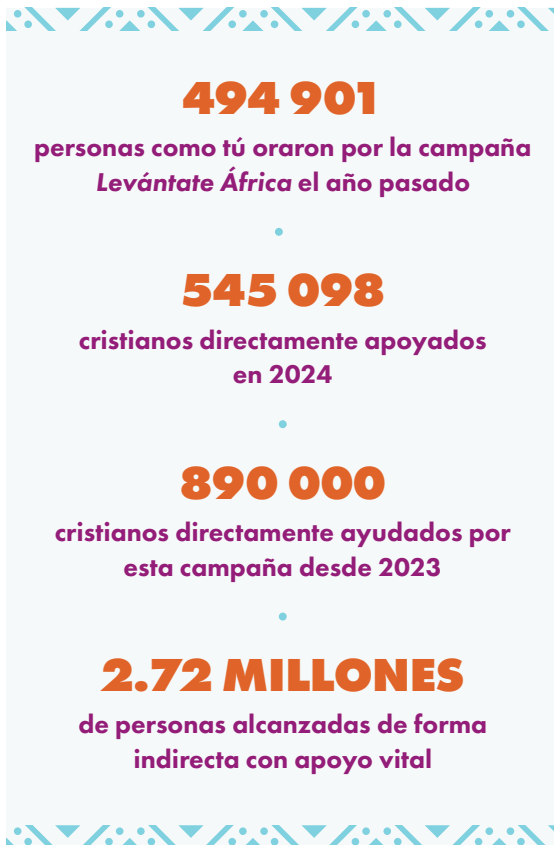 494 901
personas como tú oraron por la campaña
Levántate África el año pasado
545 098
cristianos directamente apoyados
en 2024
890 000
cristianos directamente ayudados por
esta campaña desde 2023
2.72 MILLONES
de personas alcanzadas de forma
indirecta con apoyo vital